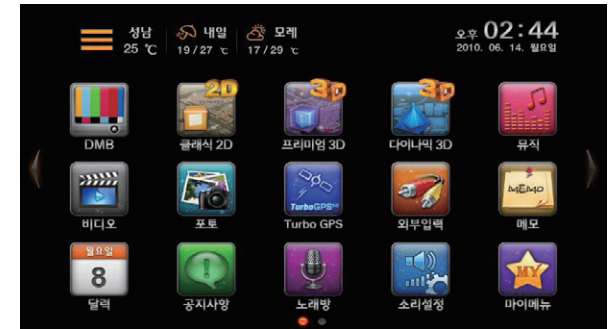 성남
25 ℃
내일
19 / 27 ℃
모레
17 / 29 ℃
오후 02:44
2010. 06. 14. 월요일
2D
3D
3D
DMB
클래식 2D
프리미엄 3D
다이나믹 3D
뮤직
TurboGPS
MEMO
비디오
포토
Turbo GPS
외부입력
메모
월요일
8
MY
달력
공지사항
노래방
소리설정
마이메뉴